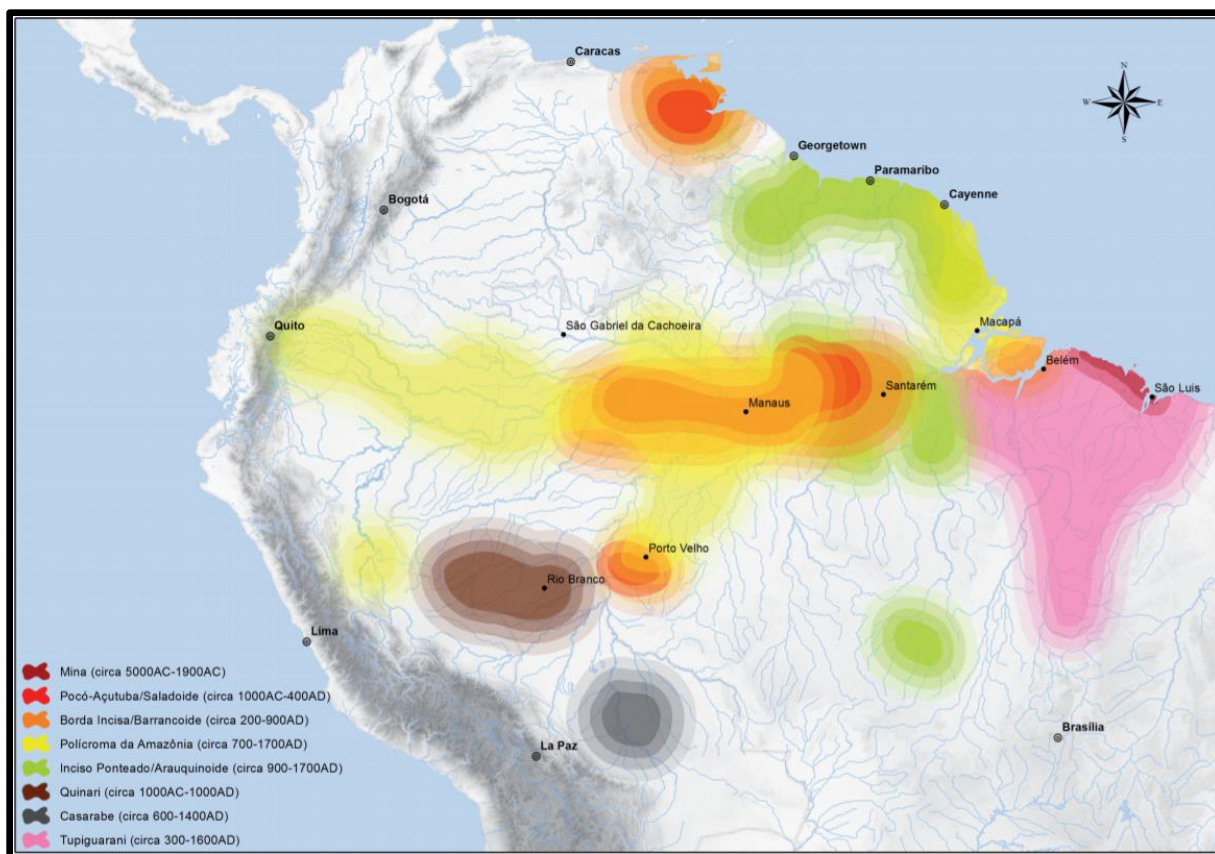 Caracas
N
W
E
S
Georgetown
Paramaribo
Cayenne
Bogotá
Quito
São Gabriel da Cachoeira
Macapá
Belém
São Luis
Santarém
Manaus
Porto Velho
Rio Branco
Lima
La Paz
Brasília
Mina (circa 5000AC-1900AC)
Pocó-Açutuba/Saladoide (circa 1000AC-400AD)
Borda Incisa/Barrancoide (circa 200-900AD)
Polícroma da Amazônia (circa 700-1700AD)
Inciso Ponteado/Arauquinoide (circa 900-1700AD)
Quinari (circa 1000AC-1000AD)
Casarabe (circa 600-1400AD)
Tupiguarani (circa 300-1600AD)